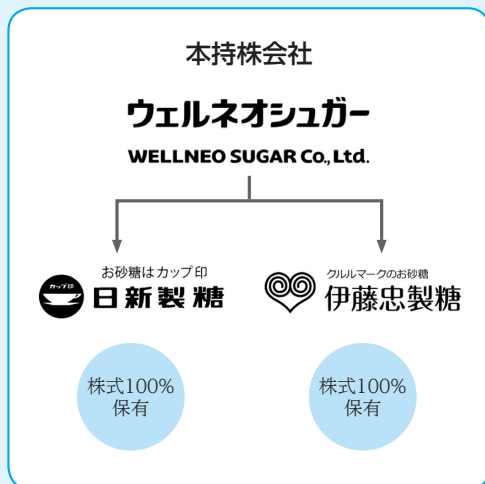 本持株会社
ウェルネオシュガー
WELLNEO SUGAR Co., Ltd.
お砂糖はカップ印
カップ印
日新製糖
クルルマークのお砂糖
伊藤忠製糖
株式100%
保有
株式100%
保有